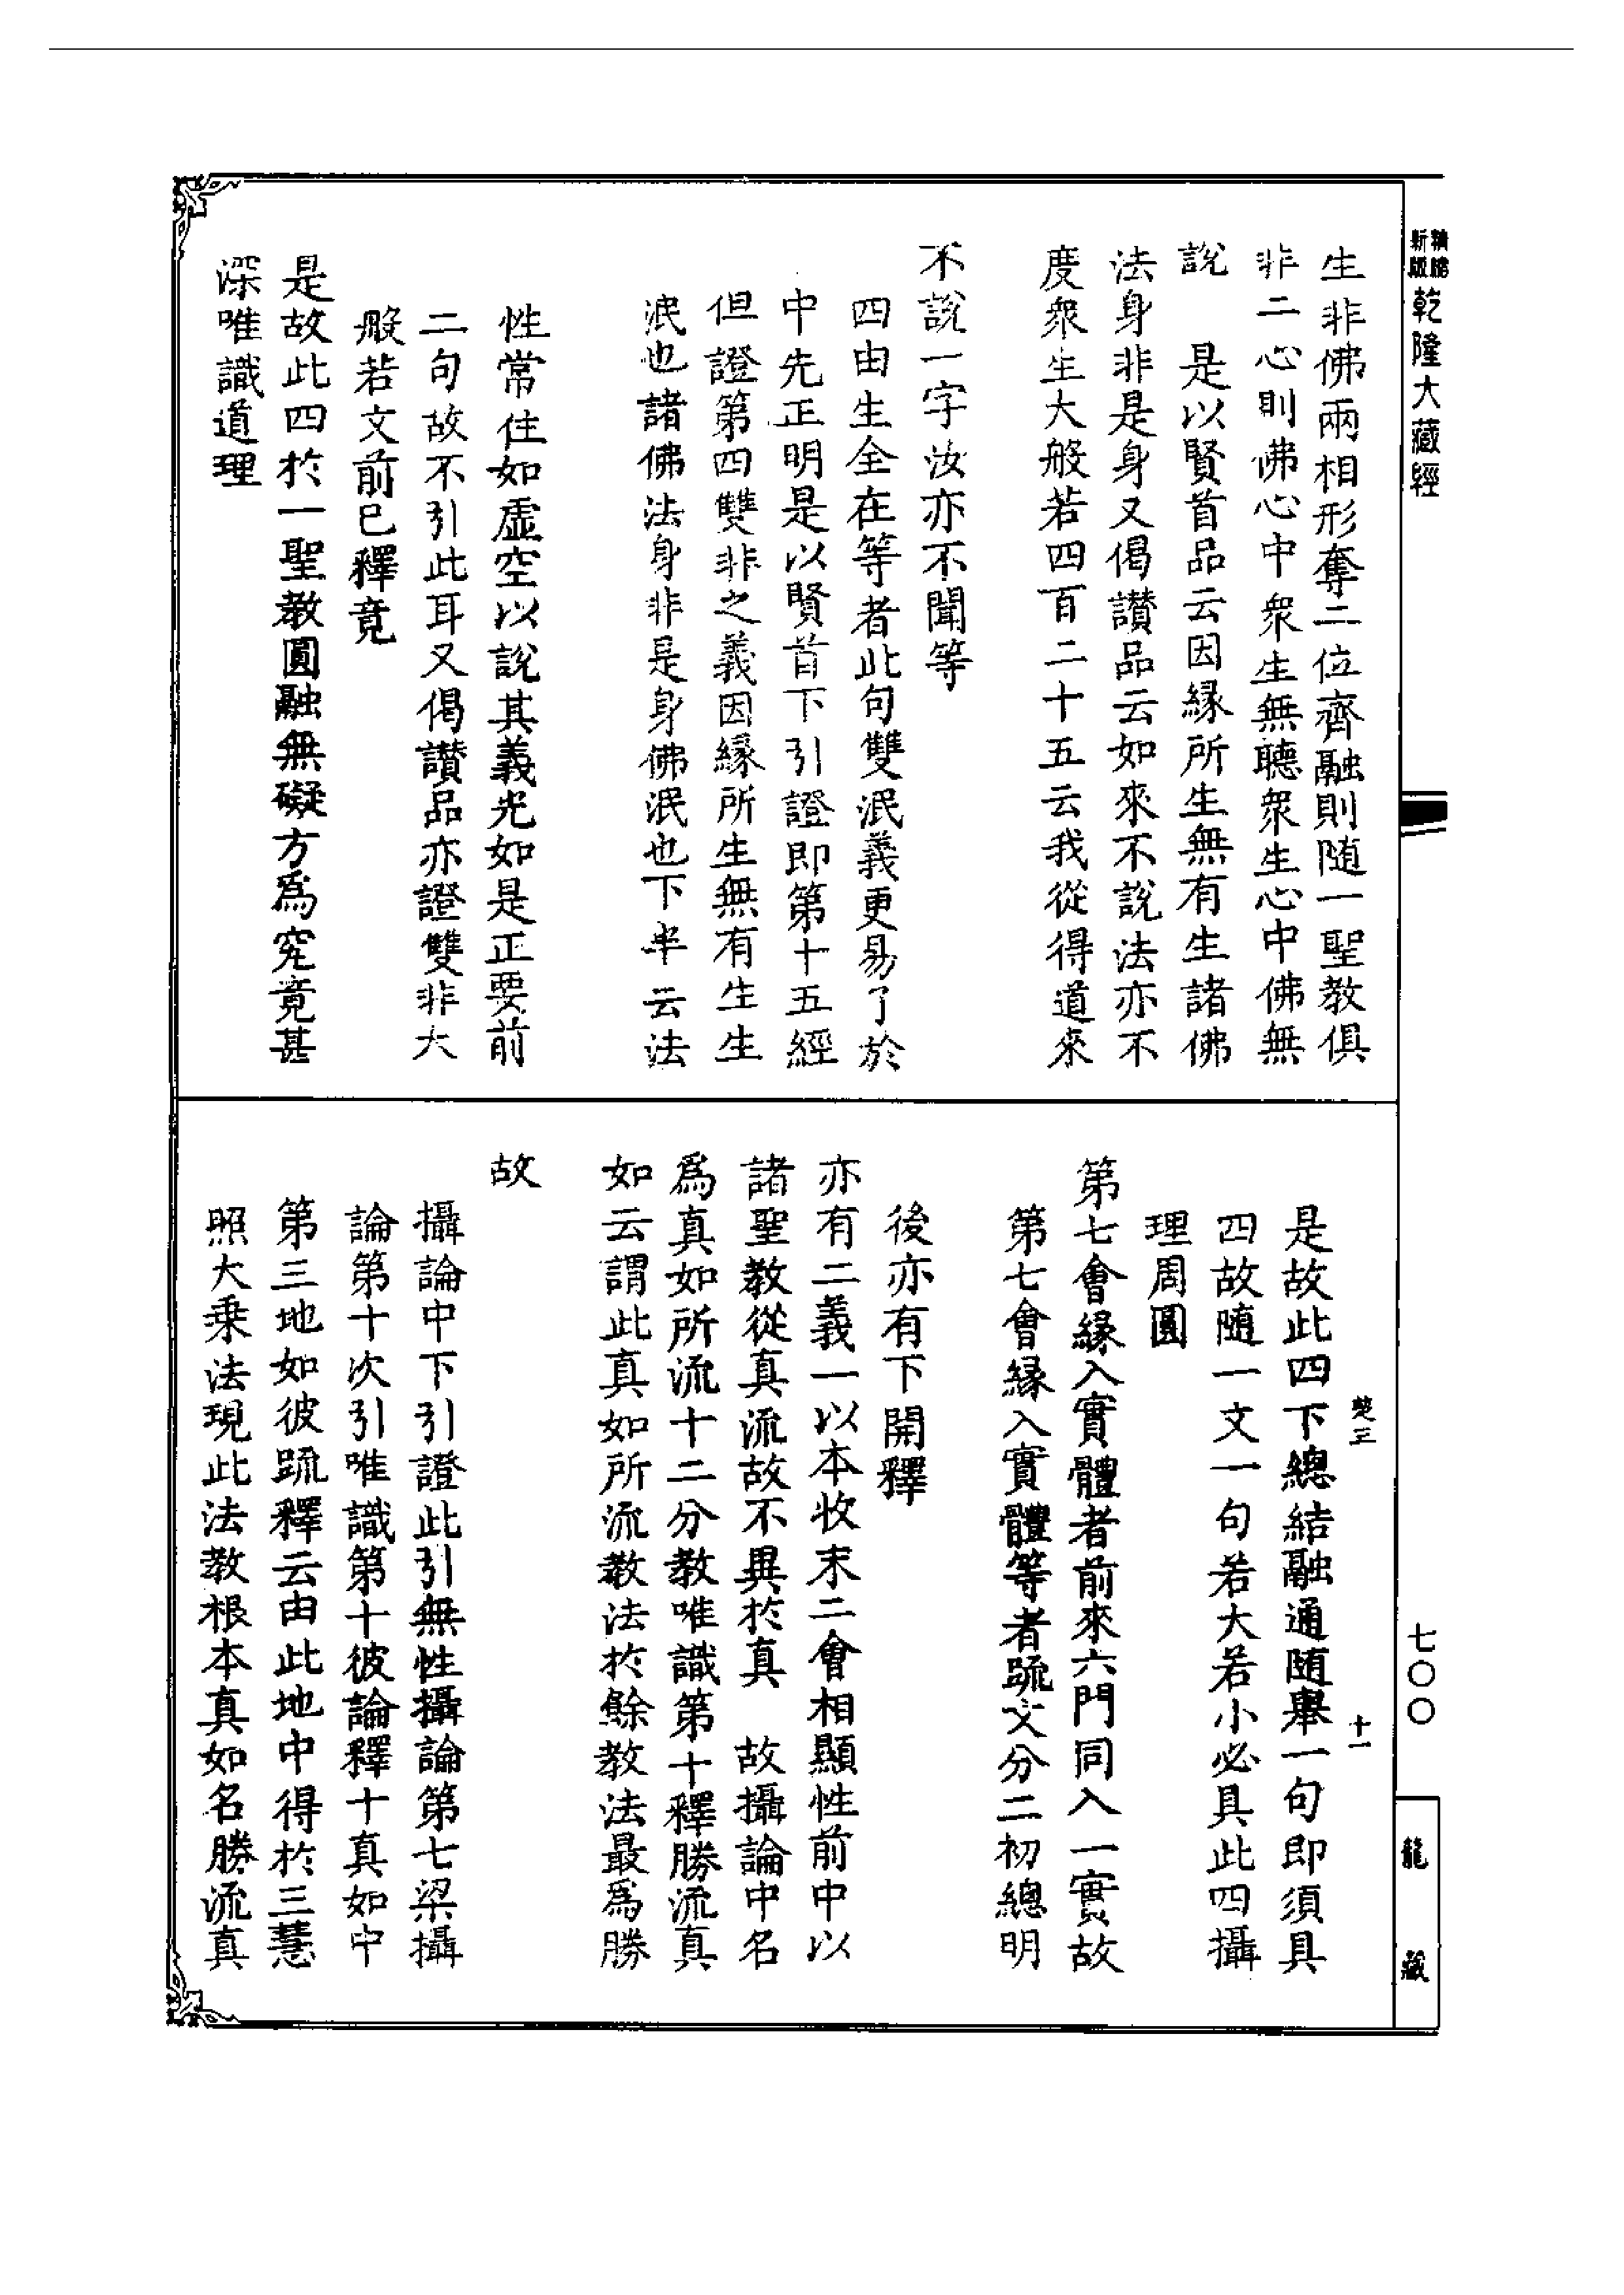 新版
精縮
乾隆大藏經
生非佛兩相形奪二位齊融則随一聖教俱
非二心則佛心中衆生無聽衆生心中佛無
說　是以賢首品云因緣所生無有生諸佛
法身非是身又偈讃品云如來不說法亦不
度衆生大般若四百二十五云我從得道來
不說一字汝亦不聞等
四由生全在等者此句雙泯義更易了於
中先正明是以賢首下引證即第十五經
但證第四雙非之義因緣所生無有生生
泯也諸佛法身非是身佛泯也下半云法
性常住如虛空以說其義光如是正要前
二句故不引此耳又偈讃品亦證雙非大
般若文前已釋竟
是故此四於一聖教圓融無礙方爲究竟甚
深唯識道理
楚三
十一
是故此四下總結融通随舉一句即須具
四故隨一文一句若大若小必具此四攝
理周圓
第七會緣入實體者前來六門同入一實故
第七會緣入實體等者疏文分二初總明
後亦有下開釋
亦有二義一以本收末二會相顯性前中以
諸聖教從真流故不異於真　故攝論中名
爲真如所流十二分教唯識第十釋勝流真
如云謂此真如所流教法於餘教法最爲勝
故
攝論中下引證此引無性攝論第七梁攝
論第十次引唯識第十彼論釋十真如中
第三地如彼疏釋云由此地中得於三慧
照大乘法現此法教根本真如名勝流真
七〇〇
龍
藏